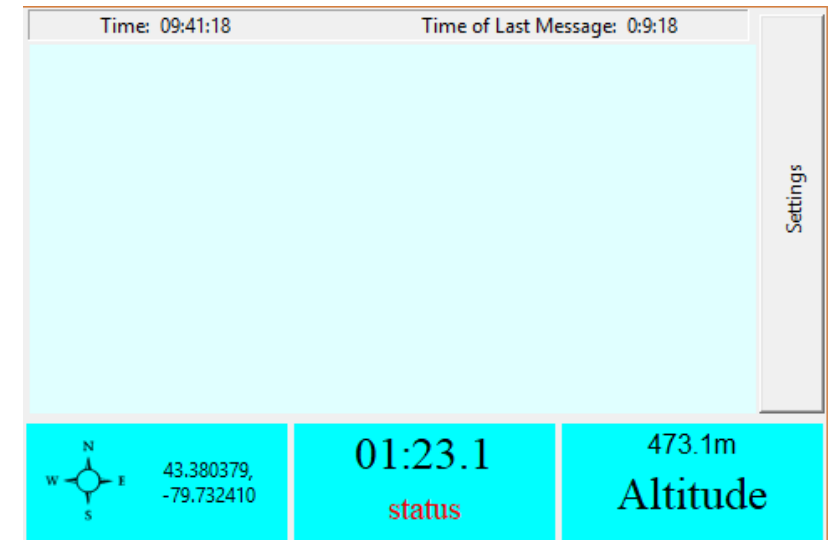 Time: 09:41:18 Time of Last Message: 0:9:18
Settings
N
W E
S
43.380379,
-79.732410
01:23.1
status
473.1m
Altitude